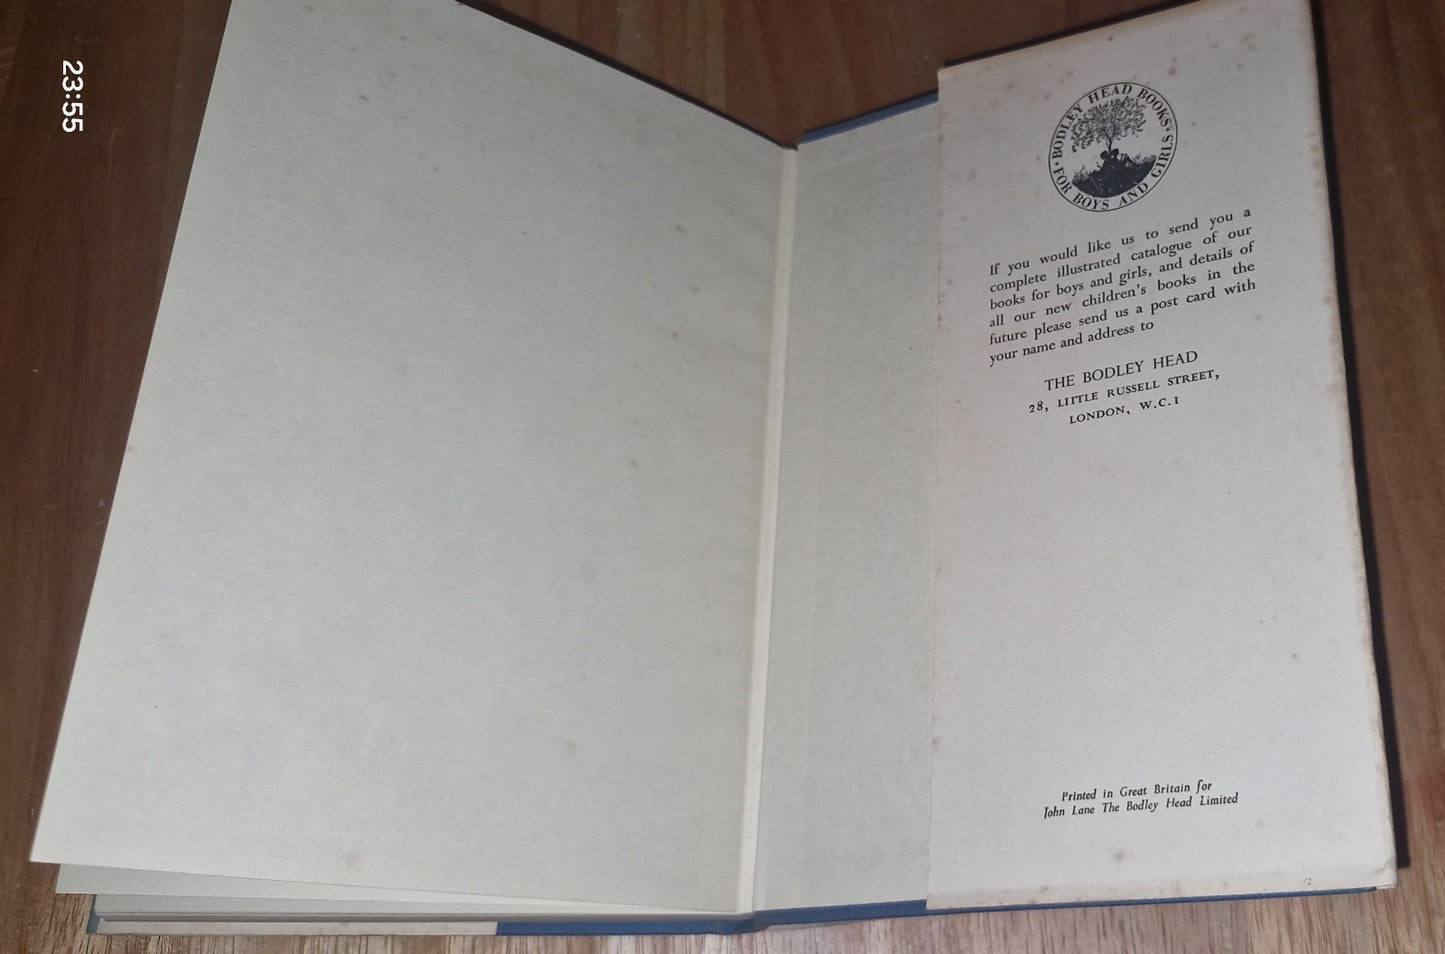 23:55
· BODLEY HEAD BOOKS ·
FOR BOYS AND GIRLS
If you would like us to send you a
complete illustrated catalogue of our
books for boys and girls, and details of
all our new children's books in the
future please send us a post card with
your name and address to
THE BODLEY HEAD
28, LITTLE RUSSELL STREET,
LONDON, W.C.1
Printed in Great Britain for
John Lane The Bodley Head Limited